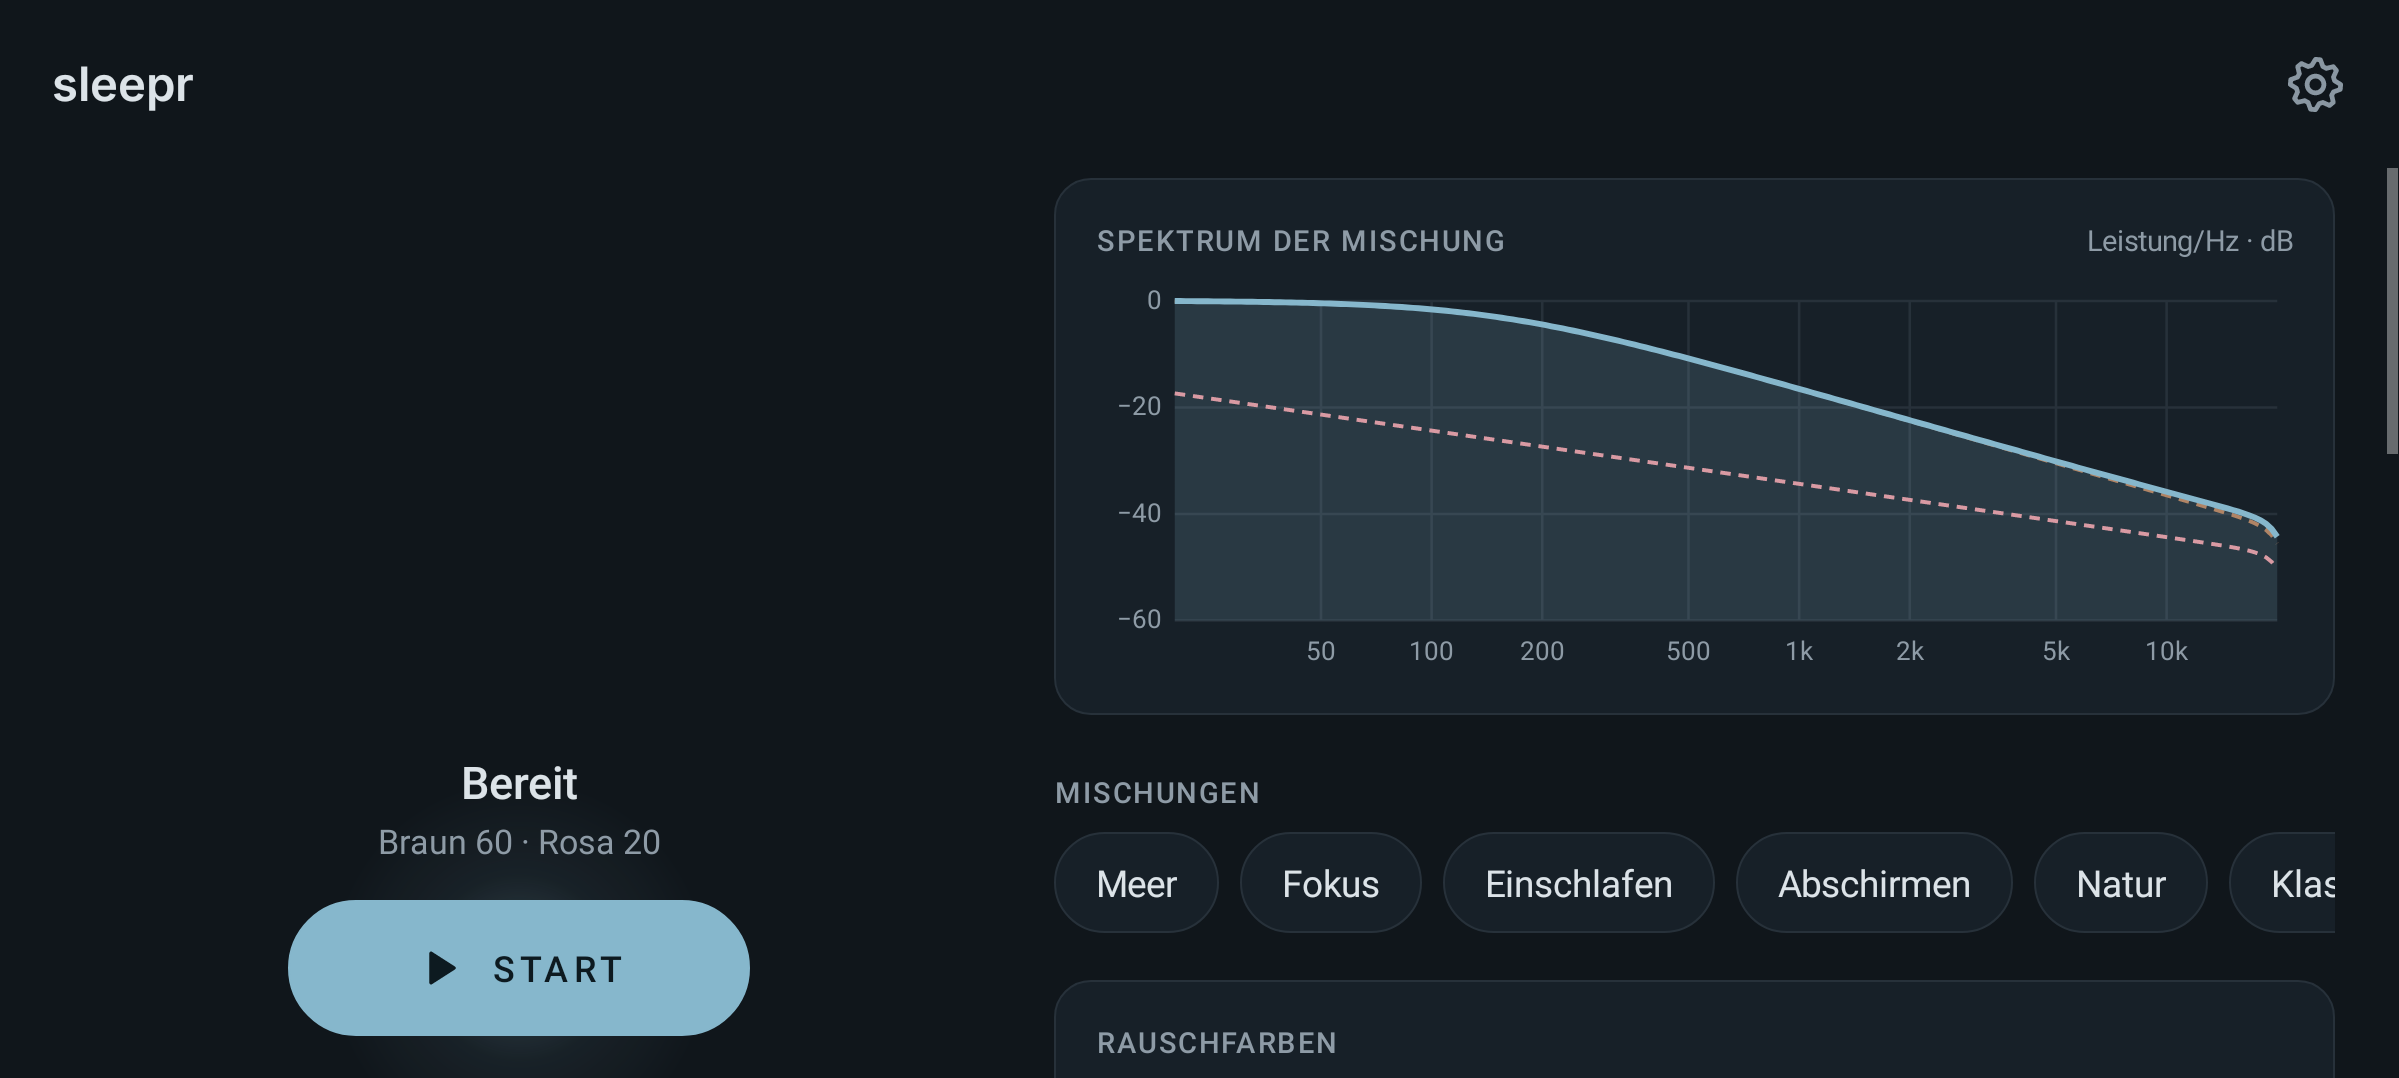 sleepr
SPEKTRUM DER MISCHUNG
Leistung/Hz · dB
0
−20
−40
−60
50 100 200 500 1k 2k 5k 10k
Bereit
Braun 60 · Rosa 20
START
MISCHUNGEN
Meer
Fokus
Einschlafen
Abschirmen
Natur
Klas
RAUSCHFARBEN